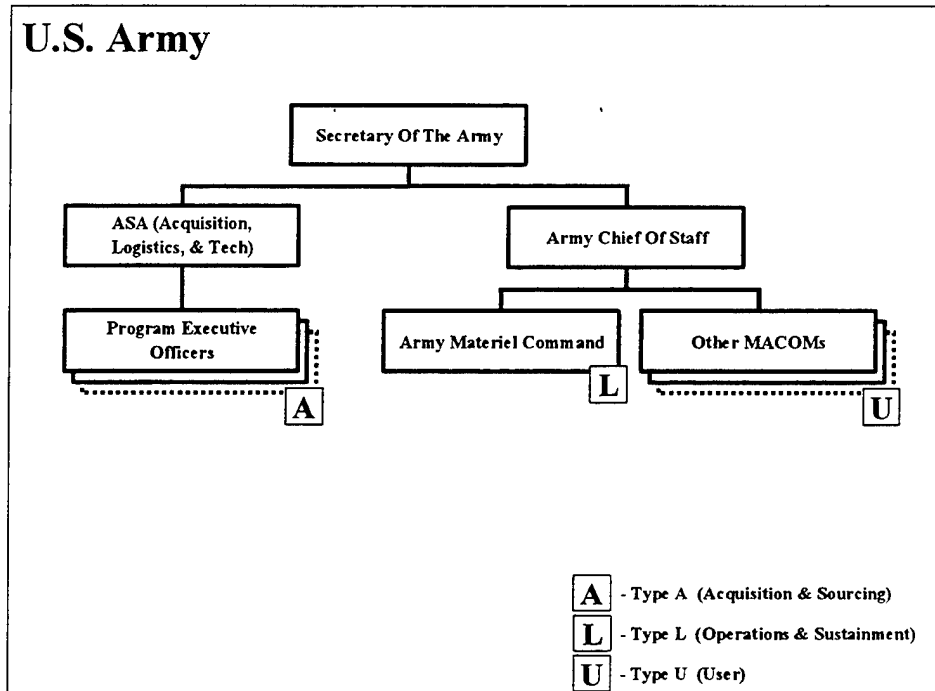 U.S. Army
Secretary Of The Army
ASA (Acquisition,
Logistics, & Tech)
Army Chief Of Staff
Program Executive
Officers
Army Materiel Command
Other MACOMs
A
L
U
A - Type A (Acquisition & Sourcing)
L - Type L (Operations & Sustainment)
U - Type U (User)